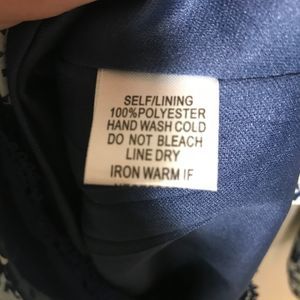 SELF/LINING
100%POLYESTER
HAND WASH COLD
DO NOT BLEACH
LINE DRY
IRON WARM IF